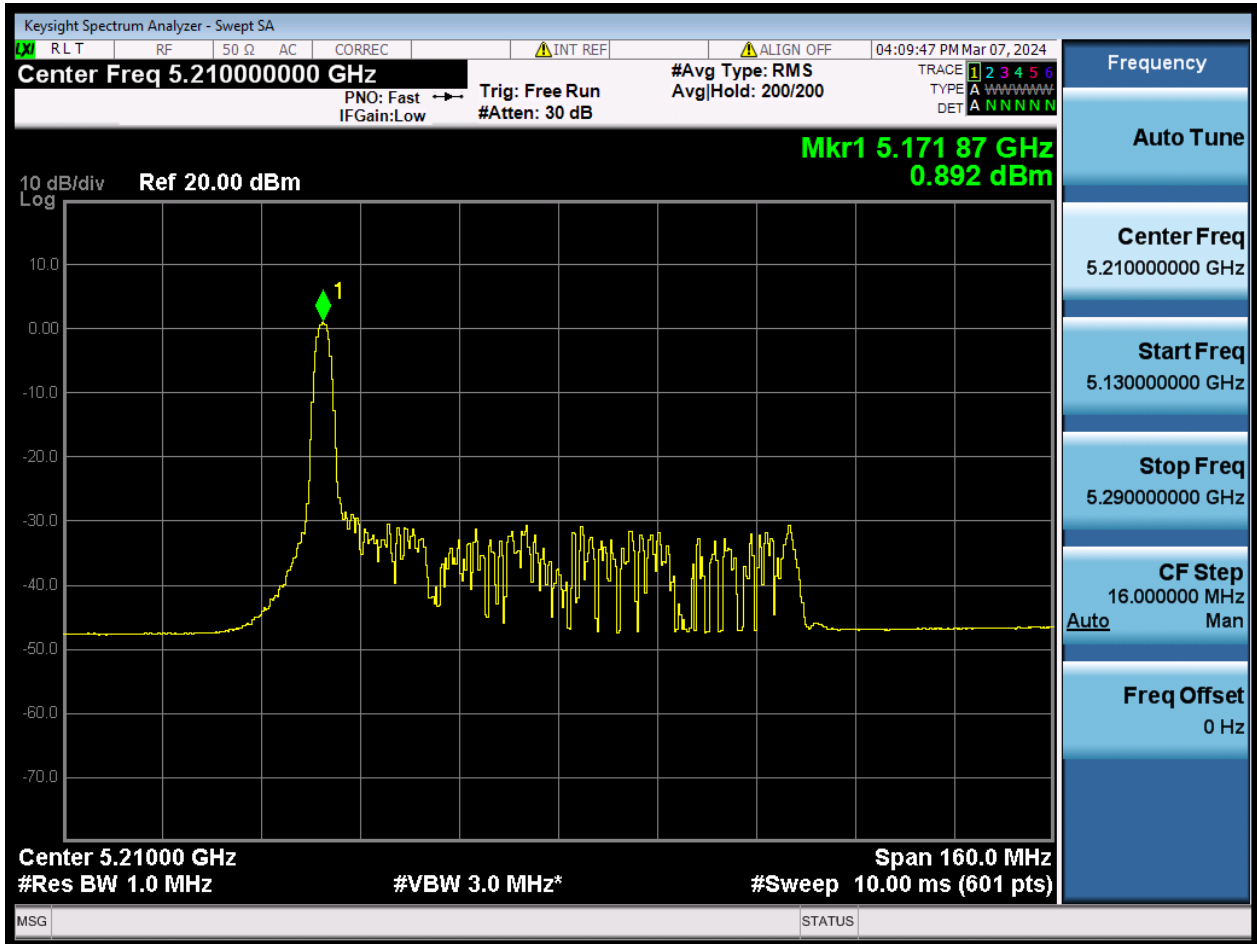 Keysight Spectrum Analyzer - Swept SA
LXI RLT RF 50 Ω AC CORREC INT REF ALIGN OFF 04:09:47 PM Mar 07, 2024
Center Freq 5.210000000 GHz
PNO: Fast
IFGain:Low
Trig: Free Run
#Atten: 30 dB
#Avg Type: RMS
Avg|Hold: 200/200
TRACE 1 2 3 4 5 6
TYPE A WWWWW
DET A N N N N N
Mkr1 5.171 87 GHz
0.892 dBm
10 dB/div Ref 20.00 dBm
Log
10.0
0.00
-10.0
-20.0
-30.0
-40.0
-50.0
-60.0
-70.0
1
Center 5.21000 GHz Span 160.0 MHz
#Res BW 1.0 MHz #VBW 3.0 MHz* #Sweep 10.00 ms (601 pts)
MSG STATUS
Frequency
Auto Tune
Center Freq
5.210000000 GHz
Start Freq
5.130000000 GHz
Stop Freq
5.290000000 GHz
CF Step
16.000000 MHz
Auto Man
Freq Offset
0 Hz